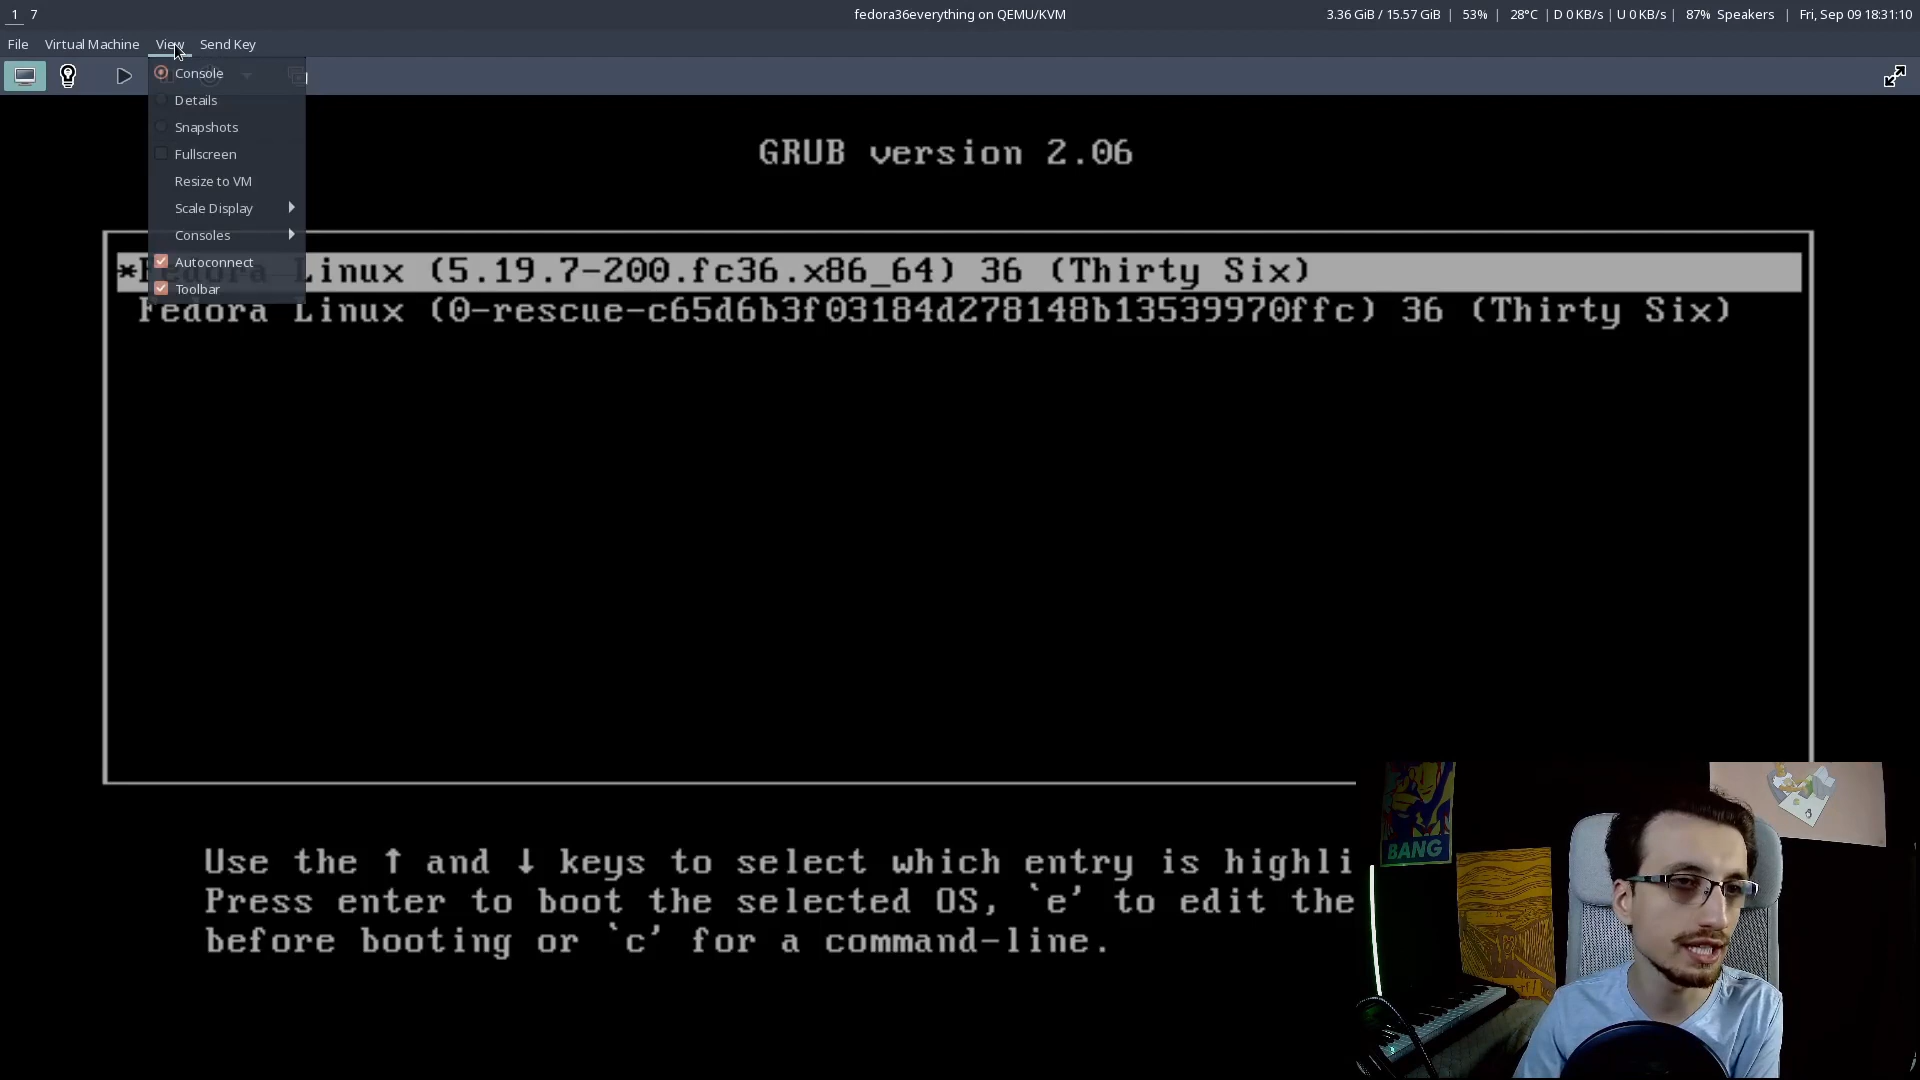 1 7
fedora36everything on QEMU/KVM
3.36 GiB / 15.57 GiB | 53% | 28°C | D 0 KB/s | U 0 KB/s | 87% Speakers | Fri, Sep 09 18:31:10
File Virtual Machine View Send Key
Console
Details
Snapshots
Fullscreen
Resize to VM
Scale Display
Consoles
Autoconnect
Toolbar
GRUB version 2.06
*Fedora Linux (5.19.7-200.fc36.x86_64) 36 (Thirty Six)
Fedora Linux (0-rescue-c65d6b3f03184d278148b13539970ffc) 36 (Thirty Six)
Use the ↑ and ↓ keys to select which entry is highli
Press enter to boot the selected OS, `e' to edit the
before booting or `c' for a command-line.
BANG